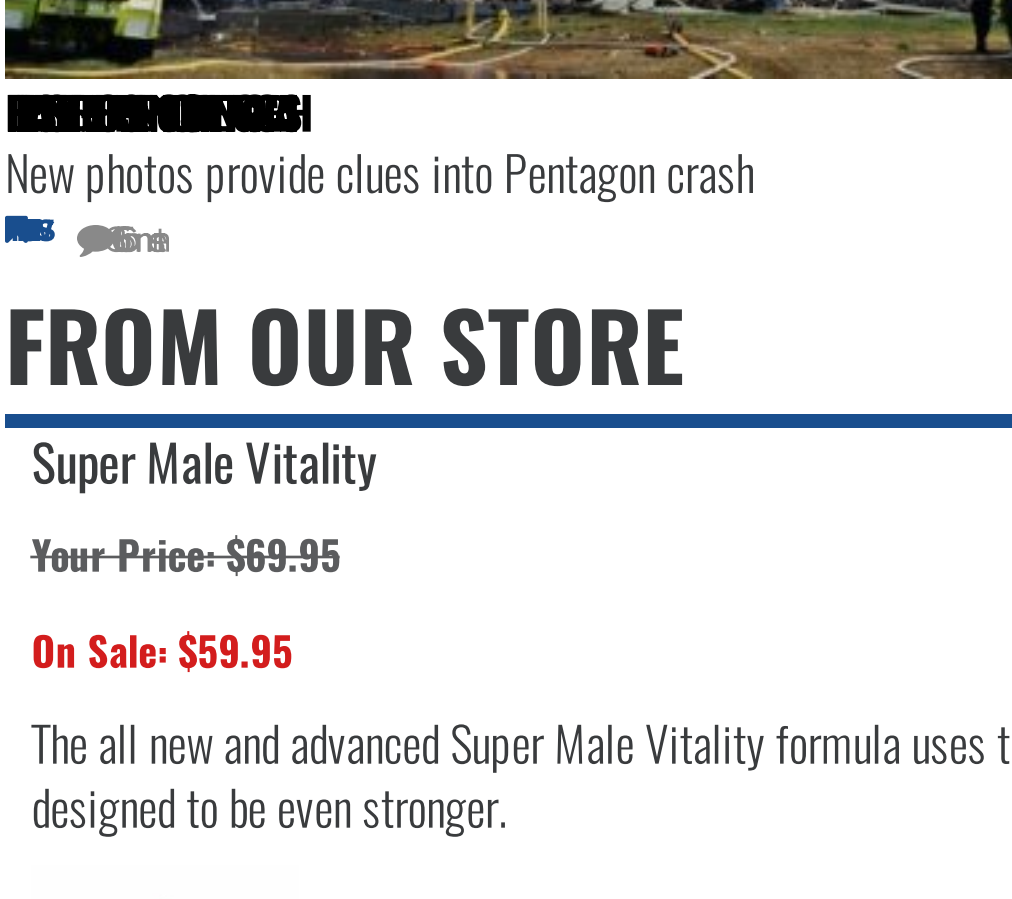 New photos provide clues into Pentagon crash
FROM OUR STORE
Super Male Vitality
Your Price: $69.95
On Sale: $59.95
The all new and advanced Super Male Vitality formula uses t
designed to be even stronger.